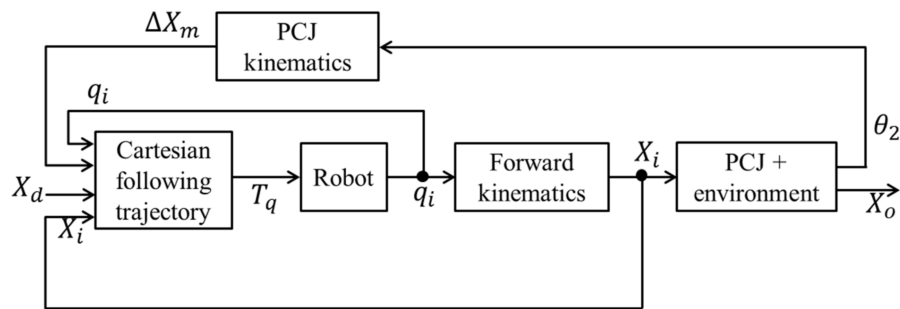 ΔX_m
PCJ
kinematics
q_i
θ_2
Cartesian
following
trajectory
X_d
X_i
T_q
Robot
q_i
Forward
kinematics
X_i
PCJ +
environment
X_o